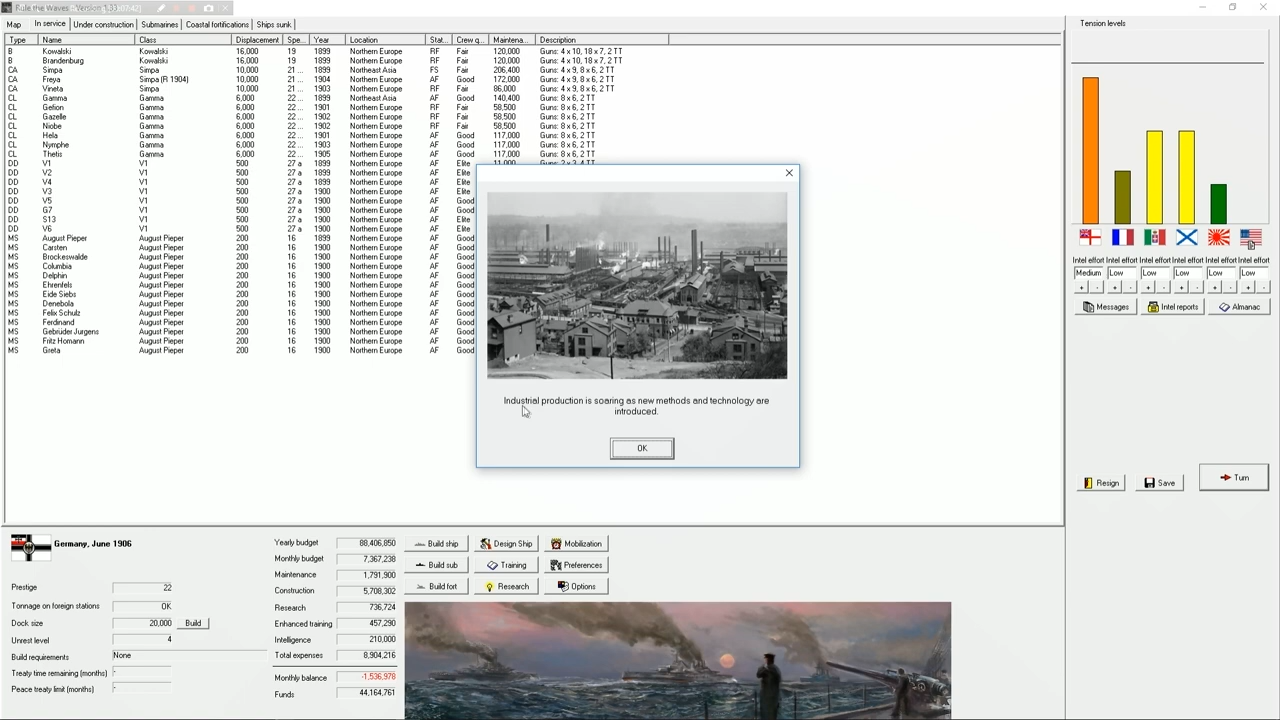 Rule the Waves - Version 1.33
Map In service Under construction Submarines Coastal fortifications Ships sunk
Type Name Class Displacement Spe... Year Location Stat... Crew q... Maintena... Description
B Kowalski Kowalski 16,000 19 1899 Northern Europe RF Fair 120,000 Guns: 4 x 10, 18 x 7, 2 TT
B Brandenburg Kowalski 16,000 19 1899 Northern Europe RF Fair 120,000 Guns: 4 x 10, 18 x 7, 2 TT
CA Simpa Simpa 10,000 21 ... 1899 Northeast Asia FS Fair 206,400 Guns: 4 x 9, 8 x 6, 2 TT
CA Freya Simpa (R 1904) 10,000 21 ... 1904 Northern Europe AF Good 172,000 Guns: 4 x 9, 8 x 6, 2 TT
CA Vineta Simpa 10,000 21 ... 1903 Northern Europe RF Fair 86,000 Guns: 4 x 9, 8 x 6, 2 TT
CL Gamma Gamma 6,000 22 ... 1899 Northeast Asia FS Good 140,400 Guns: 8 x 6, 2 TT
CL Gefion Gamma 6,000 22 ... 1901 Northern Europe RF Fair 58,500 Guns: 8 x 6, 2 TT
CL Gazelle Gamma 6,000 22 ... 1902 Northern Europe RF Fair 58,500 Guns: 8 x 6, 2 TT
CL Niobe Gamma 6,000 22 ... 1902 Northern Europe RF Fair 58,500 Guns: 8 x 6, 2 TT
CL Hela Gamma 6,000 22 ... 1901 Northern Europe AF Good 117,000 Guns: 8 x 6, 2 TT
CL Nymphe Gamma 6,000 22 ... 1903 Northern Europe AF Good 117,000 Guns: 8 x 6, 2 TT
CL Thetis Gamma 6,000 22 ... 1905 Northern Europe AF Good 117,000 Guns: 8 x 6, 2 TT
DD V1 V1 500 27 a 1899 Northern Europe AF Elite
DD V2 V1 500 27 a 1899 Northern Europe AF Elite
DD V4 V1 500 27 a 1899 Northern Europe AF Elite
DD V3 V1 500 27 a 1900 Northern Europe AF Elite
DD V5 V1 500 27 a 1900 Northern Europe AF Good
DD G7 V1 500 27 a 1900 Northern Europe AF Good
DD S13 V1 500 27 a 1900 Northern Europe AF Elite
DD V6 V1 500 27 a 1900 Northern Europe AF Elite
MS August Pieper August Pieper 200 16 1899 Northern Europe AF Good
MS Carsten August Pieper 200 16 1900 Northern Europe AF Good
MS Brockeswalde August Pieper 200 16 1900 Northern Europe AF Good
MS Columbia August Pieper 200 16 1900 Northern Europe AF Good
MS Delphin August Pieper 200 16 1900 Northern Europe AF Good
MS Ehrenfels August Pieper 200 16 1900 Northern Europe AF Good
MS Eide Siebs August Pieper 200 16 1900 Northern Europe AF Good
MS Denebola August Pieper 200 16 1900 Northern Europe AF Good
MS Felix Schulz August Pieper 200 16 1900 Northern Europe AF Good
MS Ferdinand August Pieper 200 16 1900 Northern Europe AF Good
MS Gebrüder Jurgens August Pieper 200 16 1900 Northern Europe AF Good
MS Fritz Homann August Pieper 200 16 1900 Northern Europe AF Good
MS Greta August Pieper 200 16 1900 Northern Europe AF Good
Industrial production is soaring as new methods and technology are
introduced.
OK
Tension levels
Intel effort Intel effort Intel effort Intel effort Intel effort Intel effort
Medium Low Low Low Low Low
+ - + - + - + - + - + -
Messages Intel reports Almanac
Resign Save Turn
Germany, June 1906
Prestige 22
Tonnage on foreign stations OK
Dock size 20,000 Build
Unrest level 4
Build requirements None
Treaty time remaining (months) -
Peace treaty limit (months) -
Yearly budget 88,406,850
Monthly budget 7,367,238
Maintenance 1,791,900
Construction 5,708,302
Research 736,724
Enhanced training 457,290
Intelligence 210,000
Total expenses 8,904,216
Monthly balance -1,536,978
Funds 44,164,761
Build ship Design Ship Mobilization
Build sub Training Preferences
Build fort Research Options